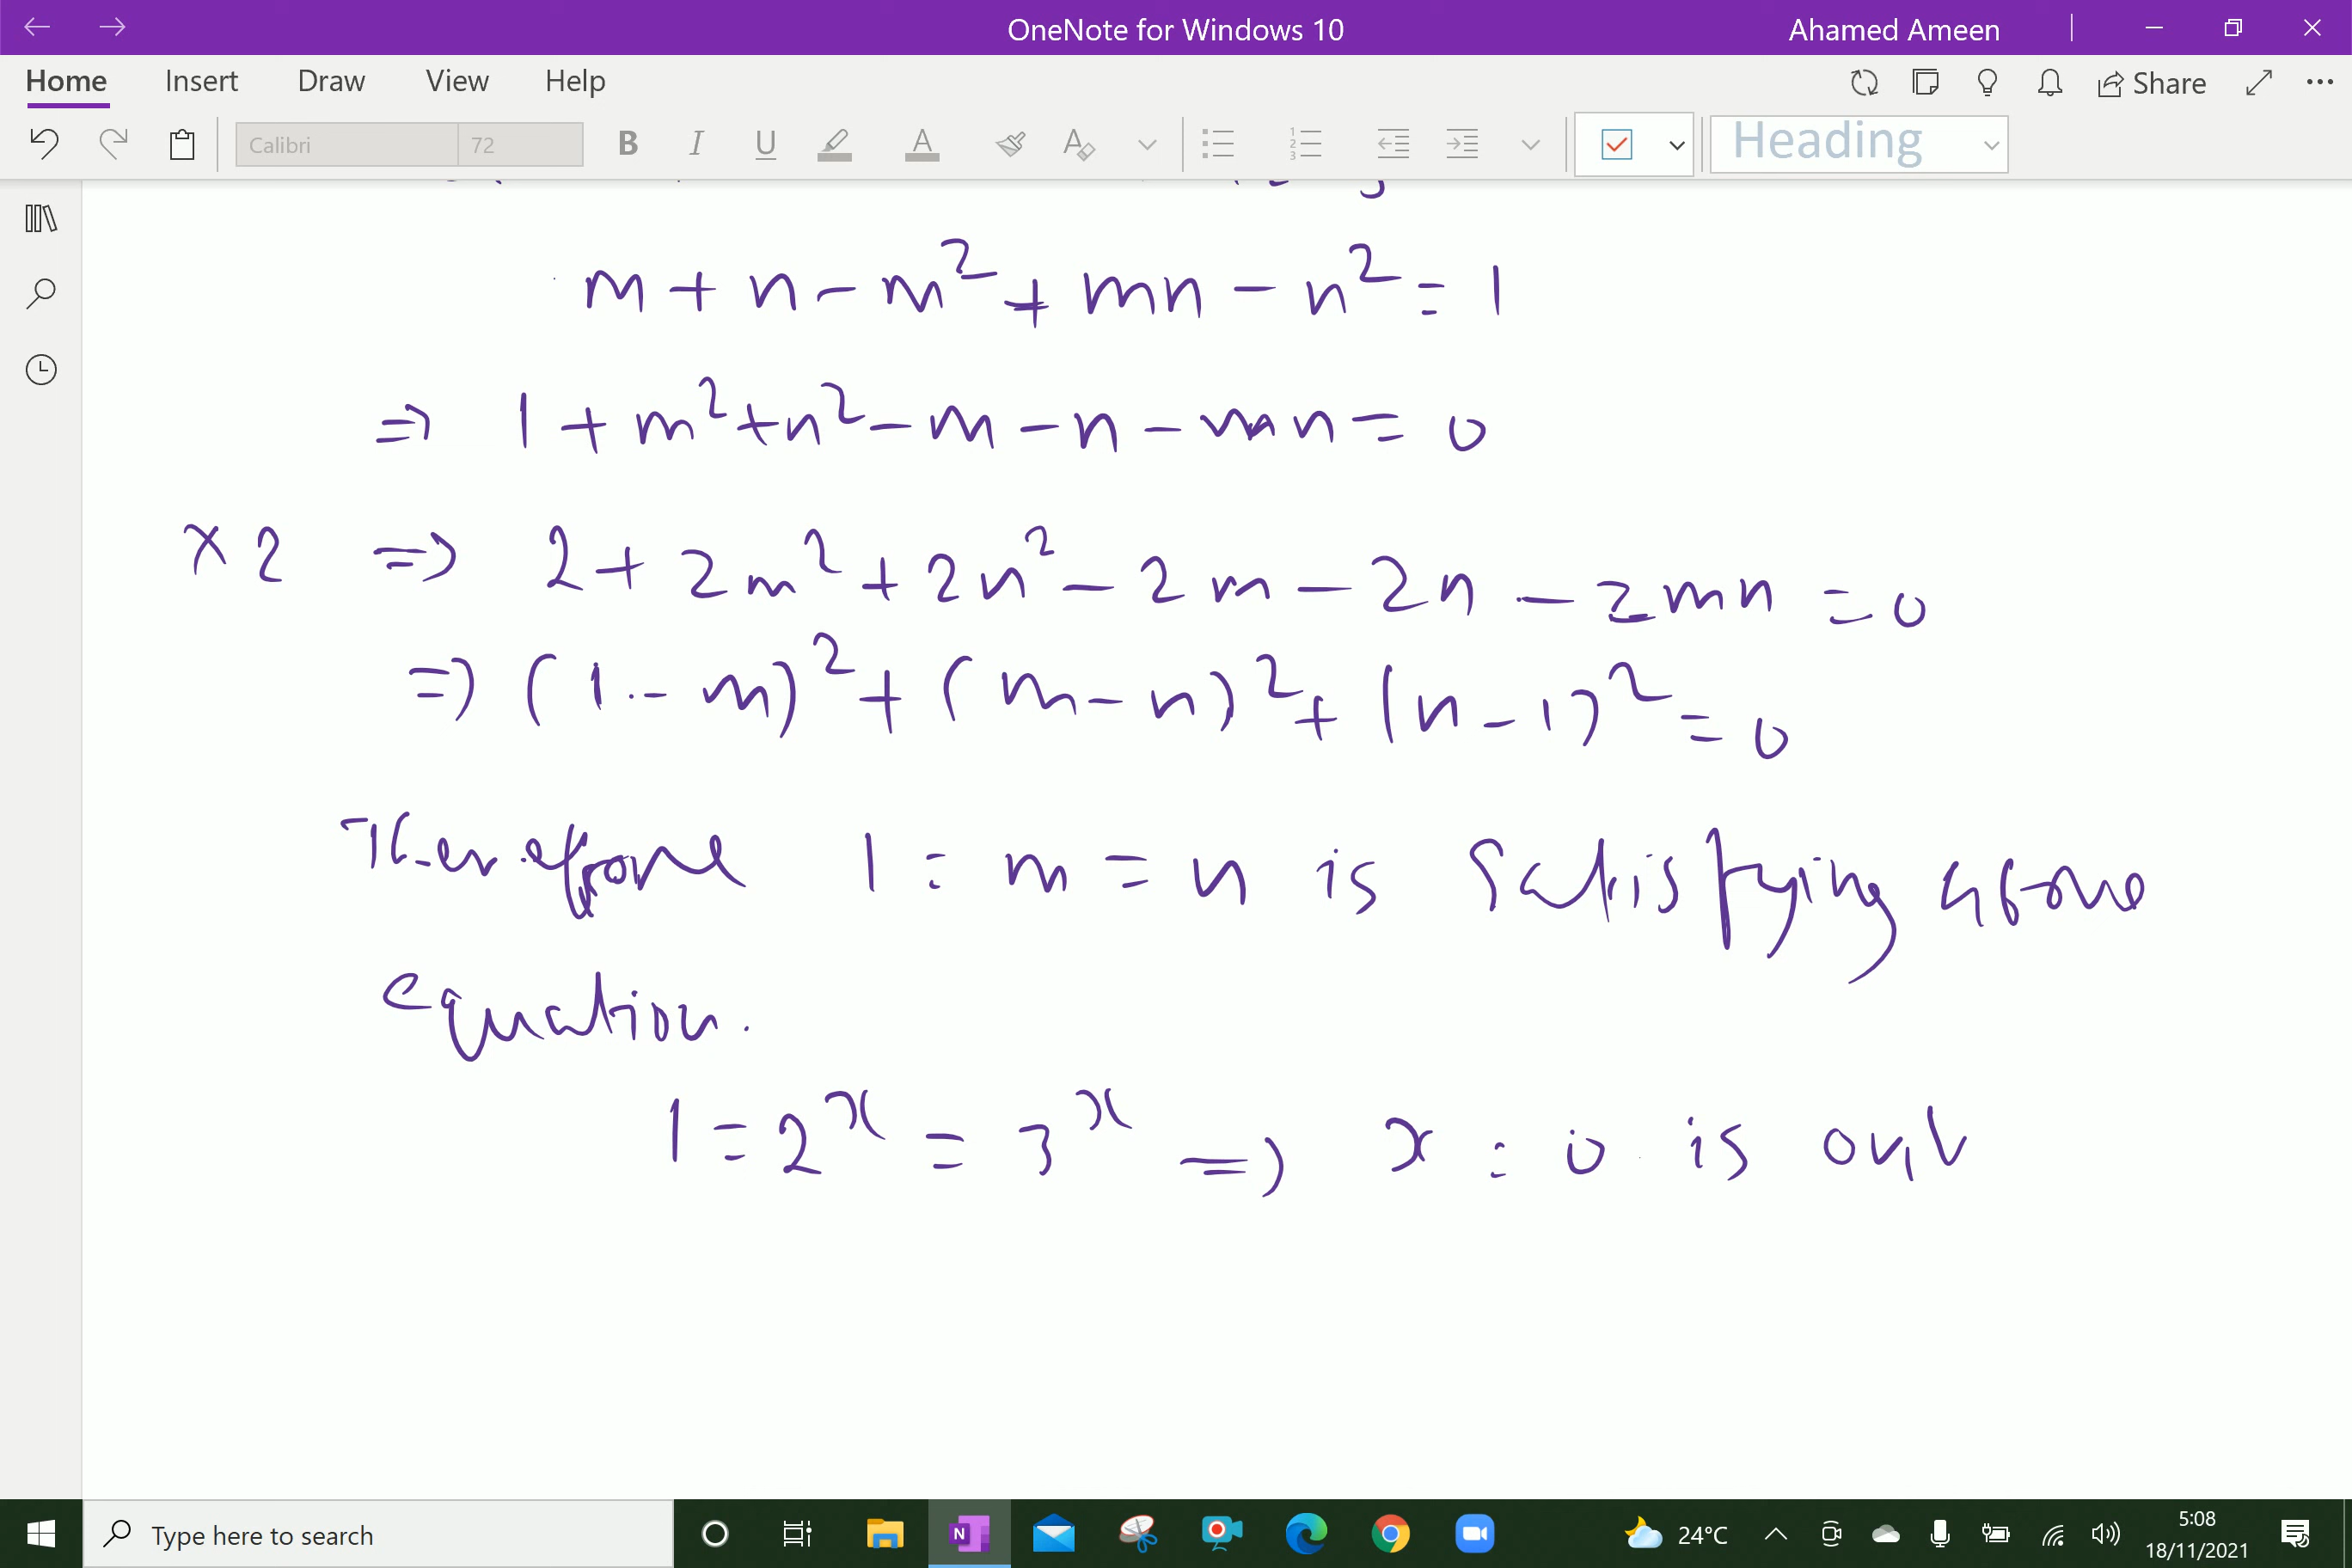 OneNote for Windows 10
Ahamed Ameen
Home Insert Draw View Help
Share
Calibri 72 B I U A A
Heading
m + n - m² + mn - n² = 1
⇒ 1 + m² + n² - m - n - mn = 0
×2 ⇒ 2 + 2m² + 2n² - 2m - 2n - 2mn = 0
⇒ (1 - m)² + (m - n)² + (n - 1)² = 0
Therefore 1 = m = n is satisfying above
equation.
1 = 2ˣ = 3ˣ ⇒ x = 0 is onl
Type here to search
24°C
5:08
18/11/2021